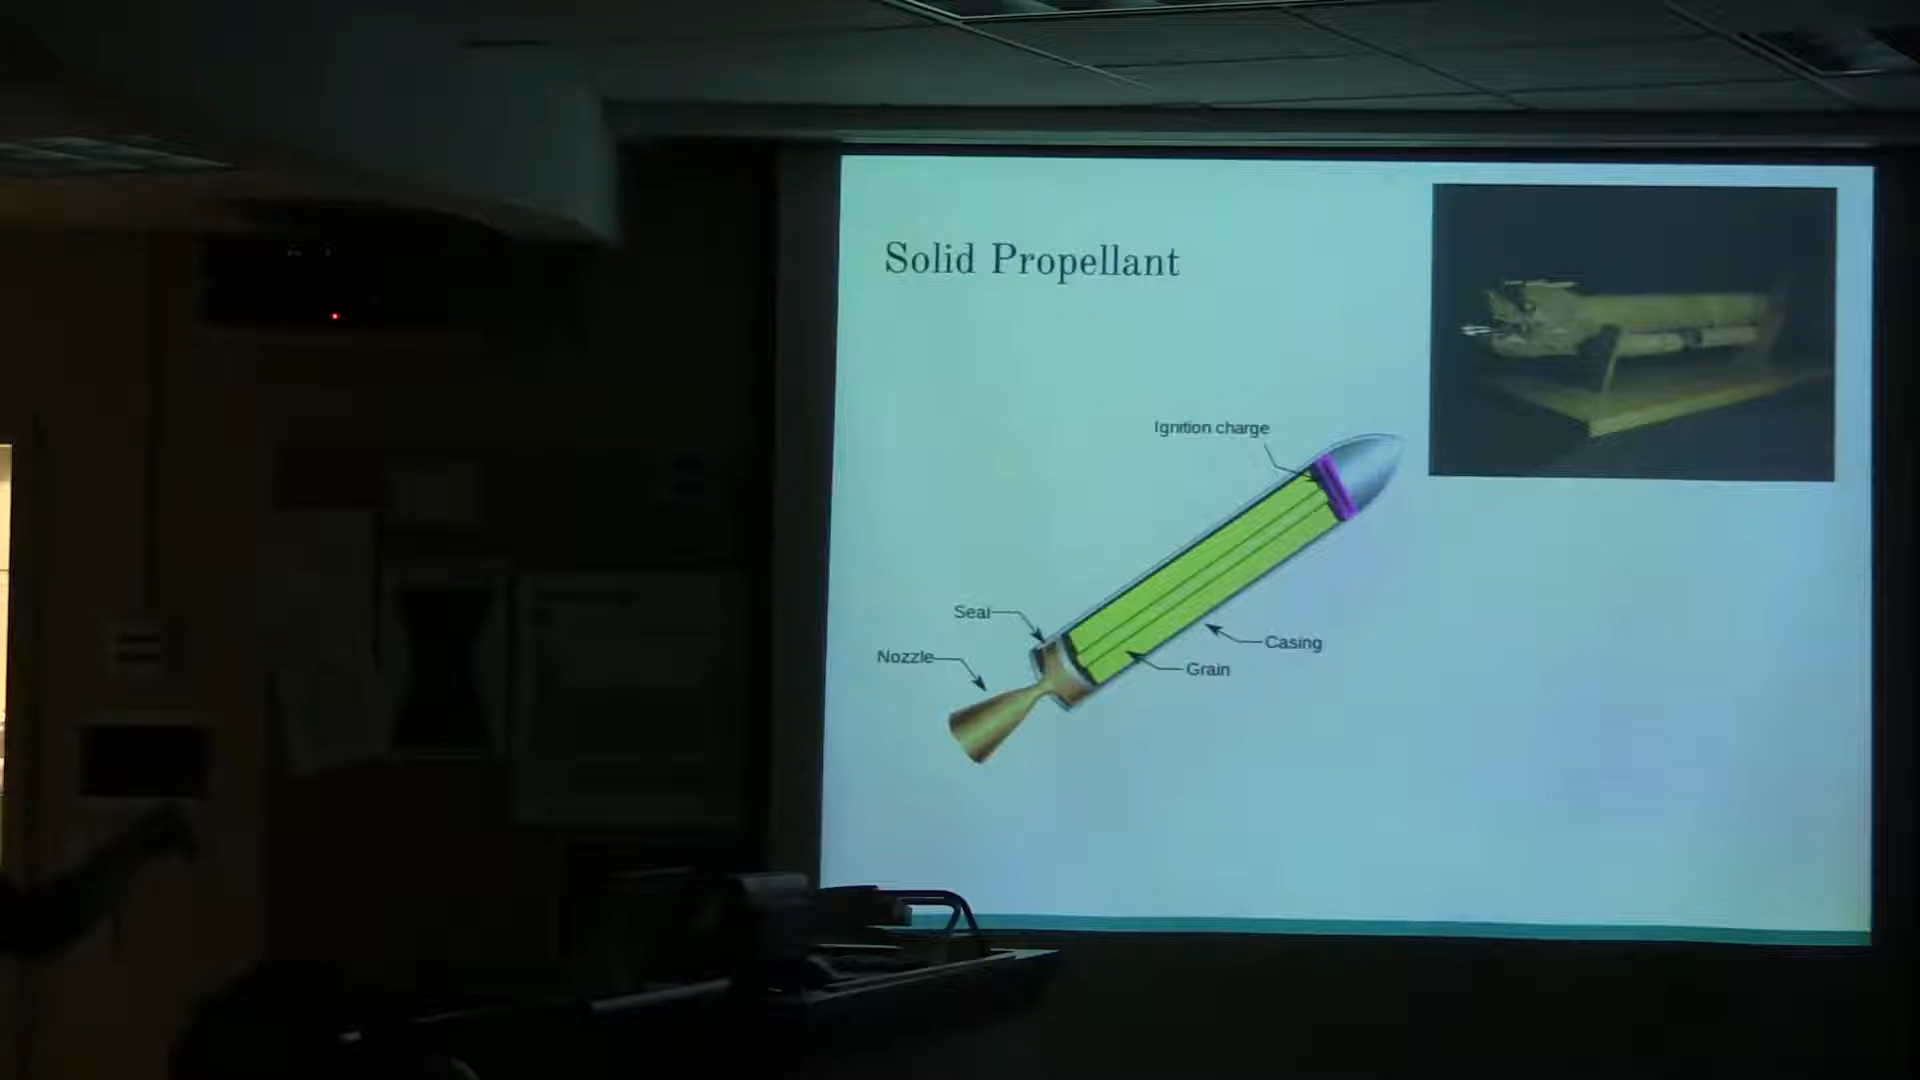 Solid Propellant
Ignition charge
Seal
Nozzle
Casing
Grain